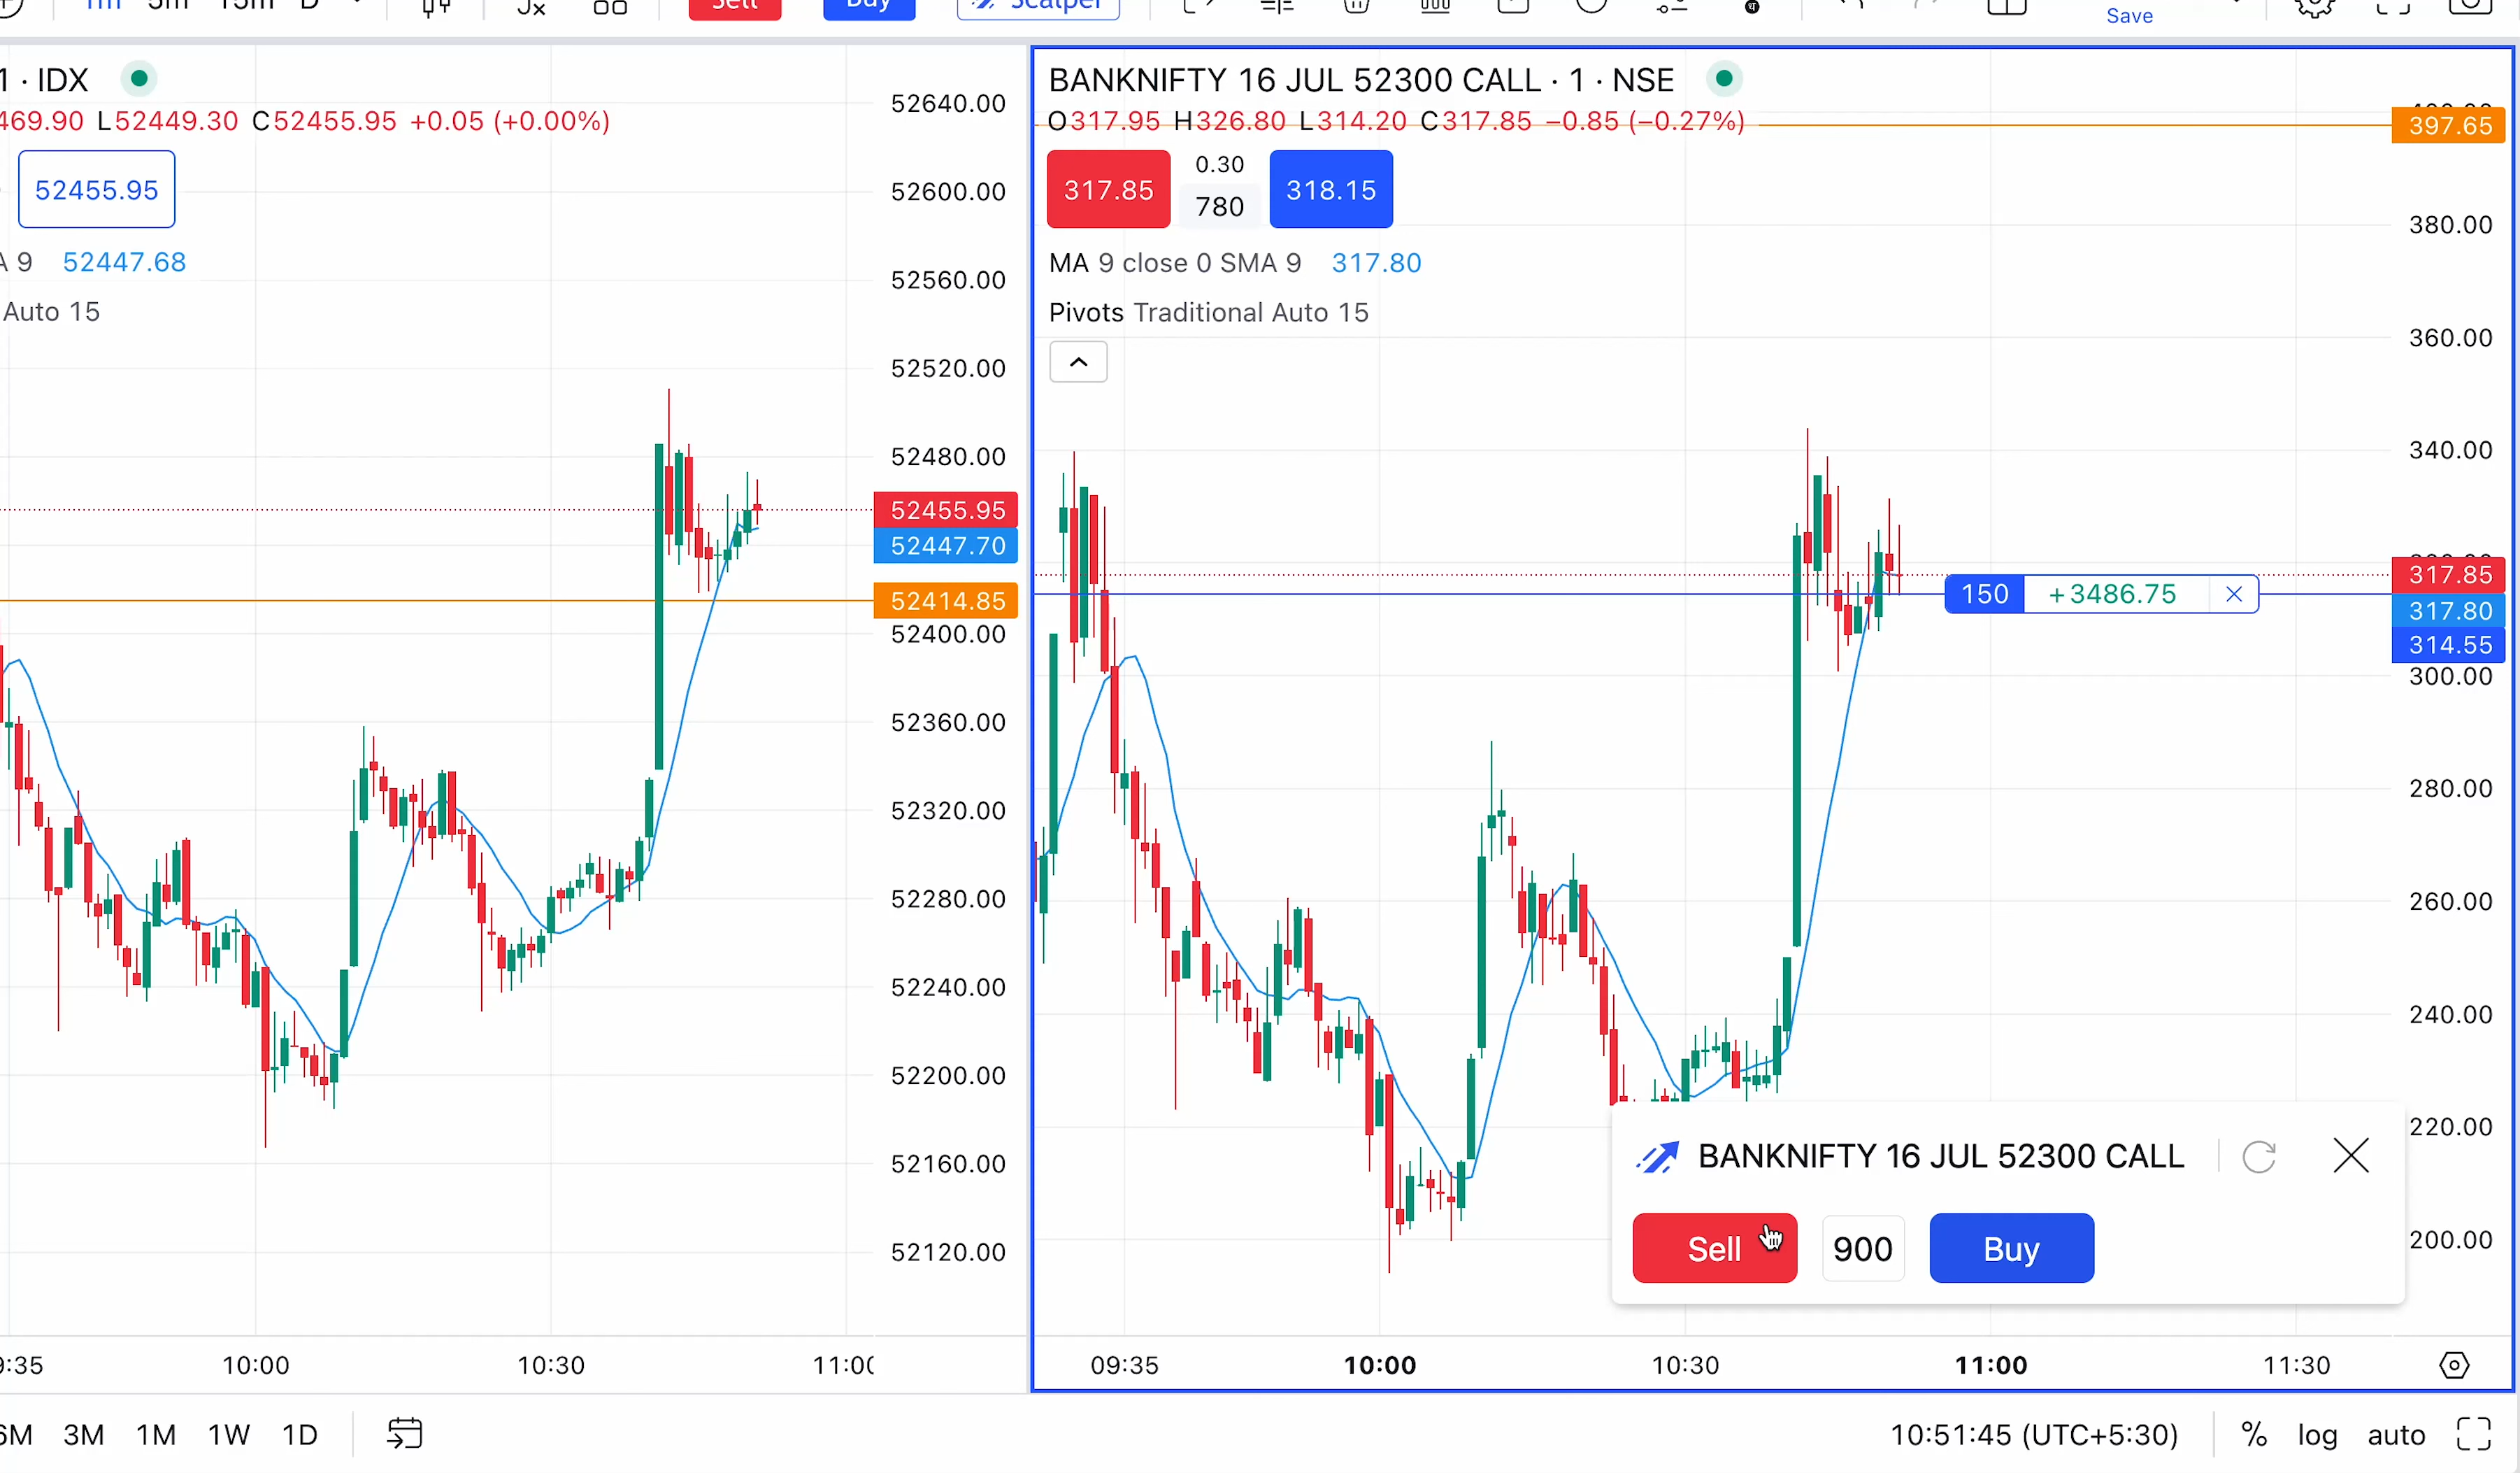 1m 5m 15m D Sell Buy Scalper Save
1 · IDX
469.90 L52449.30 C52455.95 +0.05 (+0.00%)
52455.95
A 9 52447.68
Auto 15
52640.00
52600.00
52560.00
52520.00
52480.00
52455.95
52447.70
52414.85
52400.00
52360.00
52320.00
52280.00
52240.00
52200.00
52160.00
52120.00
9:35 10:00 10:30 11:00
BANKNIFTY 16 JUL 52300 CALL · 1 · NSE
O317.95 H326.80 L314.20 C317.85 −0.85 (−0.27%)
317.85 0.30 780 318.15
MA 9 close 0 SMA 9 317.80
Pivots Traditional Auto 15
397.65
380.00
360.00
340.00
317.85
150 +3486.75
317.80
314.55
300.00
280.00
260.00
240.00
220.00
200.00
BANKNIFTY 16 JUL 52300 CALL
Sell 900 Buy
09:35 10:00 10:30 11:00 11:30
6M 3M 1M 1W 1D
10:51:45 (UTC+5:30) % log auto